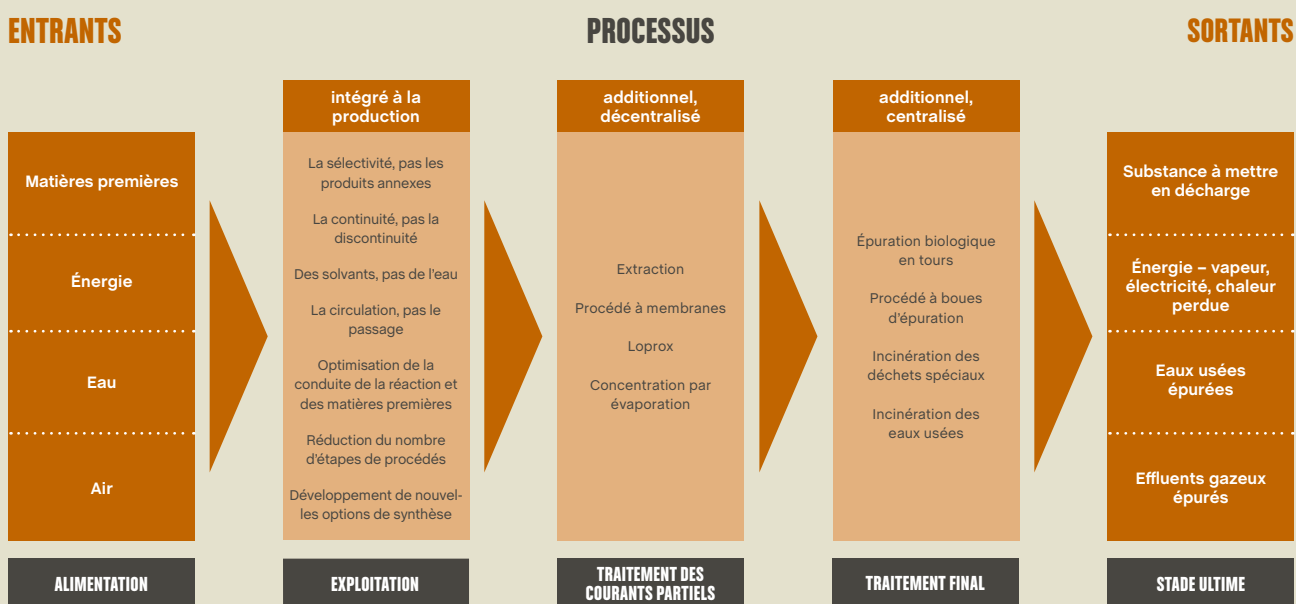 ENTRANTS
PROCESSUS
SORTANTS
Matières premières
Énergie
Eau
Air
ALIMENTATION
intégré à la
production
La sélectivité, pas les
produits annexes
La continuité, pas la
discontinuité
Des solvants, pas de l'eau
La circulation, pas le
passage
Optimisation de la
conduite de la réaction et
des matières premières
Réduction du nombre
d'étapes de procédés
Développement de nouvel-
les options de synthèse
EXPLOITATION
additionnel,
décentralisé
Extraction
Procédé à membranes
Loprox
Concentration par
évaporation
TRAITEMENT DES
COURANTS PARTIELS
additionnel,
centralisé
Épuration biologique
en tours
Procédé à boues
d'épuration
Incinération des
déchets spéciaux
Incinération des
eaux usées
TRAITEMENT FINAL
Substance à mettre
en décharge
Énergie – vapeur,
électricité, chaleur
perdue
Eaux usées
épurées
Effluents gazeux
épurés
STADE ULTIME